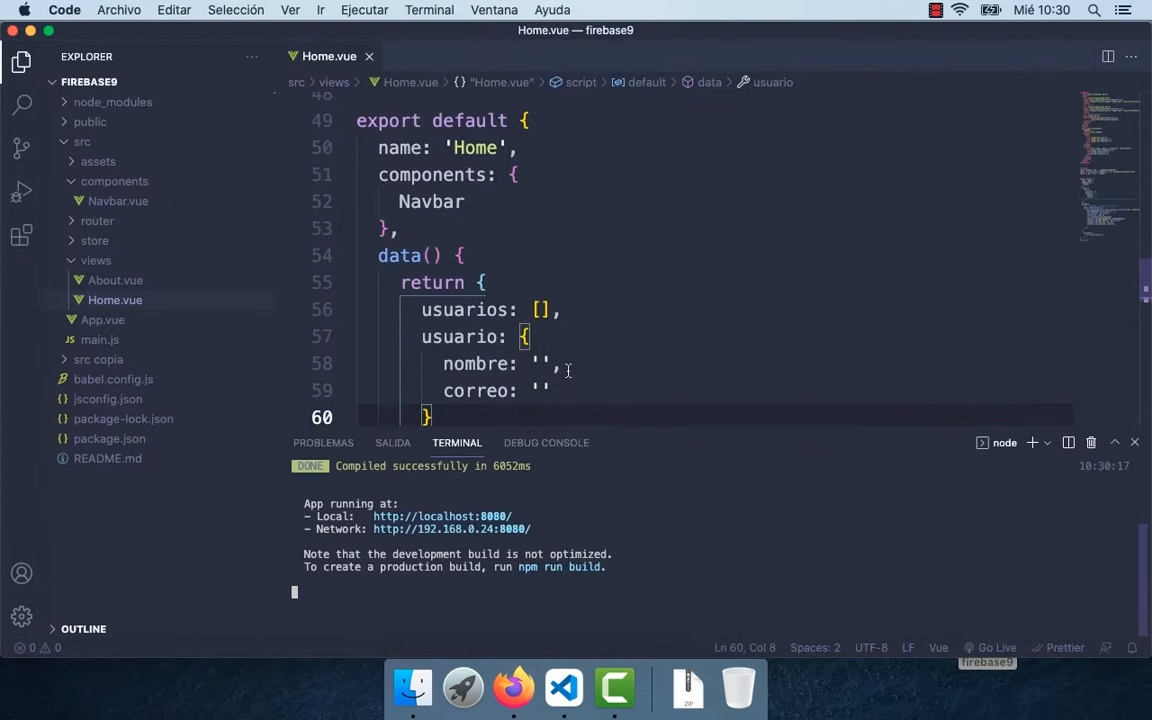 Code Archivo Editar Selección Ver Ir Ejecutar Terminal Ventana Ayuda Mié 10:30
Home.vue — firebase9
EXPLORER
FIREBASE9
node_modules
public
src
assets
components
Navbar.vue
router
store
views
About.vue
Home.vue
App.vue
main.js
src copia
babel.config.js
jsconfig.json
package-lock.json
package.json
README.md
OUTLINE
Home.vue
src > views > Home.vue > {} "Home.vue" > script > default > data > usuario
48
49 export default {
50 name: 'Home',
51 components: {
52 Navbar
53 },
54 data() {
55 return {
56 usuarios: [],
57 usuario: {
58 nombre: '',
59 correo: ''
60 }
PROBLEMAS SALIDA TERMINAL DEBUG CONSOLE node
DONE Compiled successfully in 6052ms 10:30:17
App running at:
- Local: http://localhost:8080/
- Network: http://192.168.0.24:8080/
Note that the development build is not optimized.
To create a production build, run npm run build.
0 0 Ln 60, Col 8 Spaces: 2 UTF-8 LF Vue Go Live Prettier
firebase9
ZIP